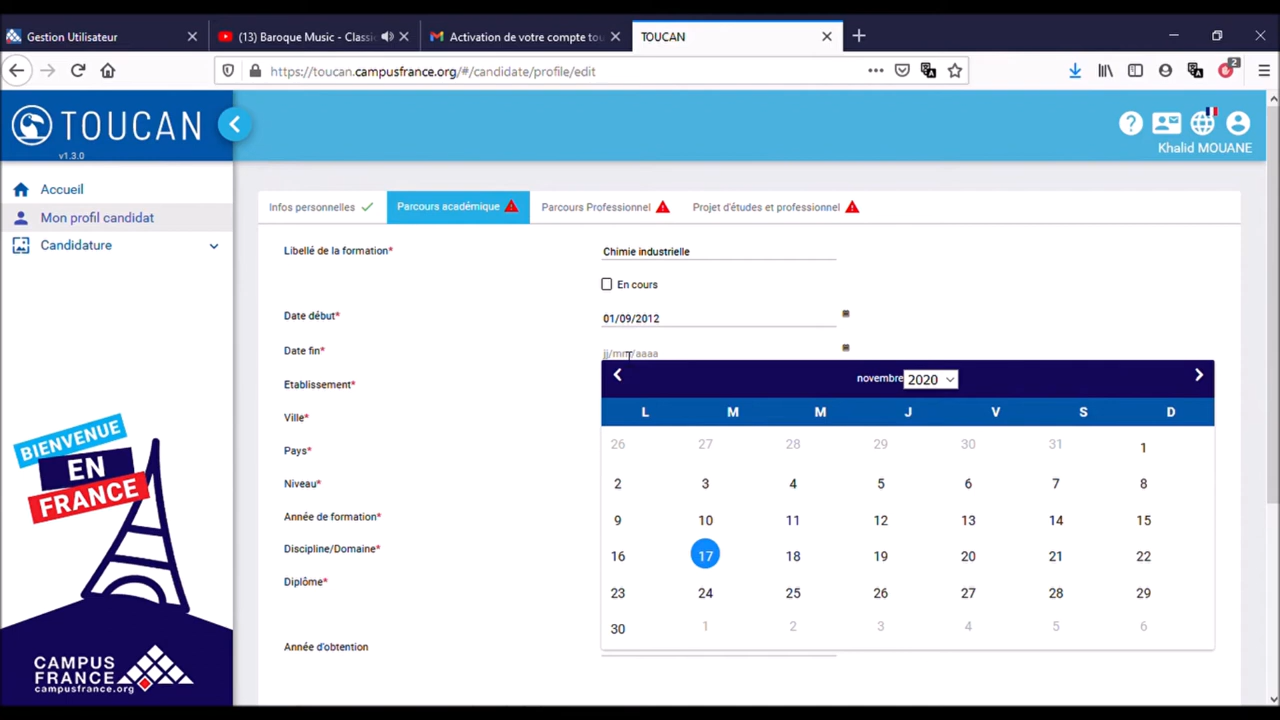 Gestion Utilisateur
(13) Baroque Music - Classic
Activation de votre compte tou
TOUCAN
https://toucan.campusfrance.org/#/candidate/profile/edit
2
TOUCAN
v1.3.0
Khalid MOUANE
Accueil
Mon profil candidat
Candidature
Infos personnelles
Parcours académique
Parcours Professionnel
Projet d'études et professionnel
Libellé de la formation*
Chimie industrielle
En cours
Date début*
01/09/2012
Date fin*
jj/mm/aaaa
Etablissement*
Ville*
Pays*
Niveau*
Année de formation*
Discipline/Domaine*
Diplôme*
Année d'obtention
novembre 2020
L M M J V S D
26 27 28 29 30 31 1
2 3 4 5 6 7 8
9 10 11 12 13 14 15
16 17 18 19 20 21 22
23 24 25 26 27 28 29
30 1 2 3 4 5 6
BIENVENUE
EN
FRANCE
CAMPUS
FRANCE
campusfrance.org